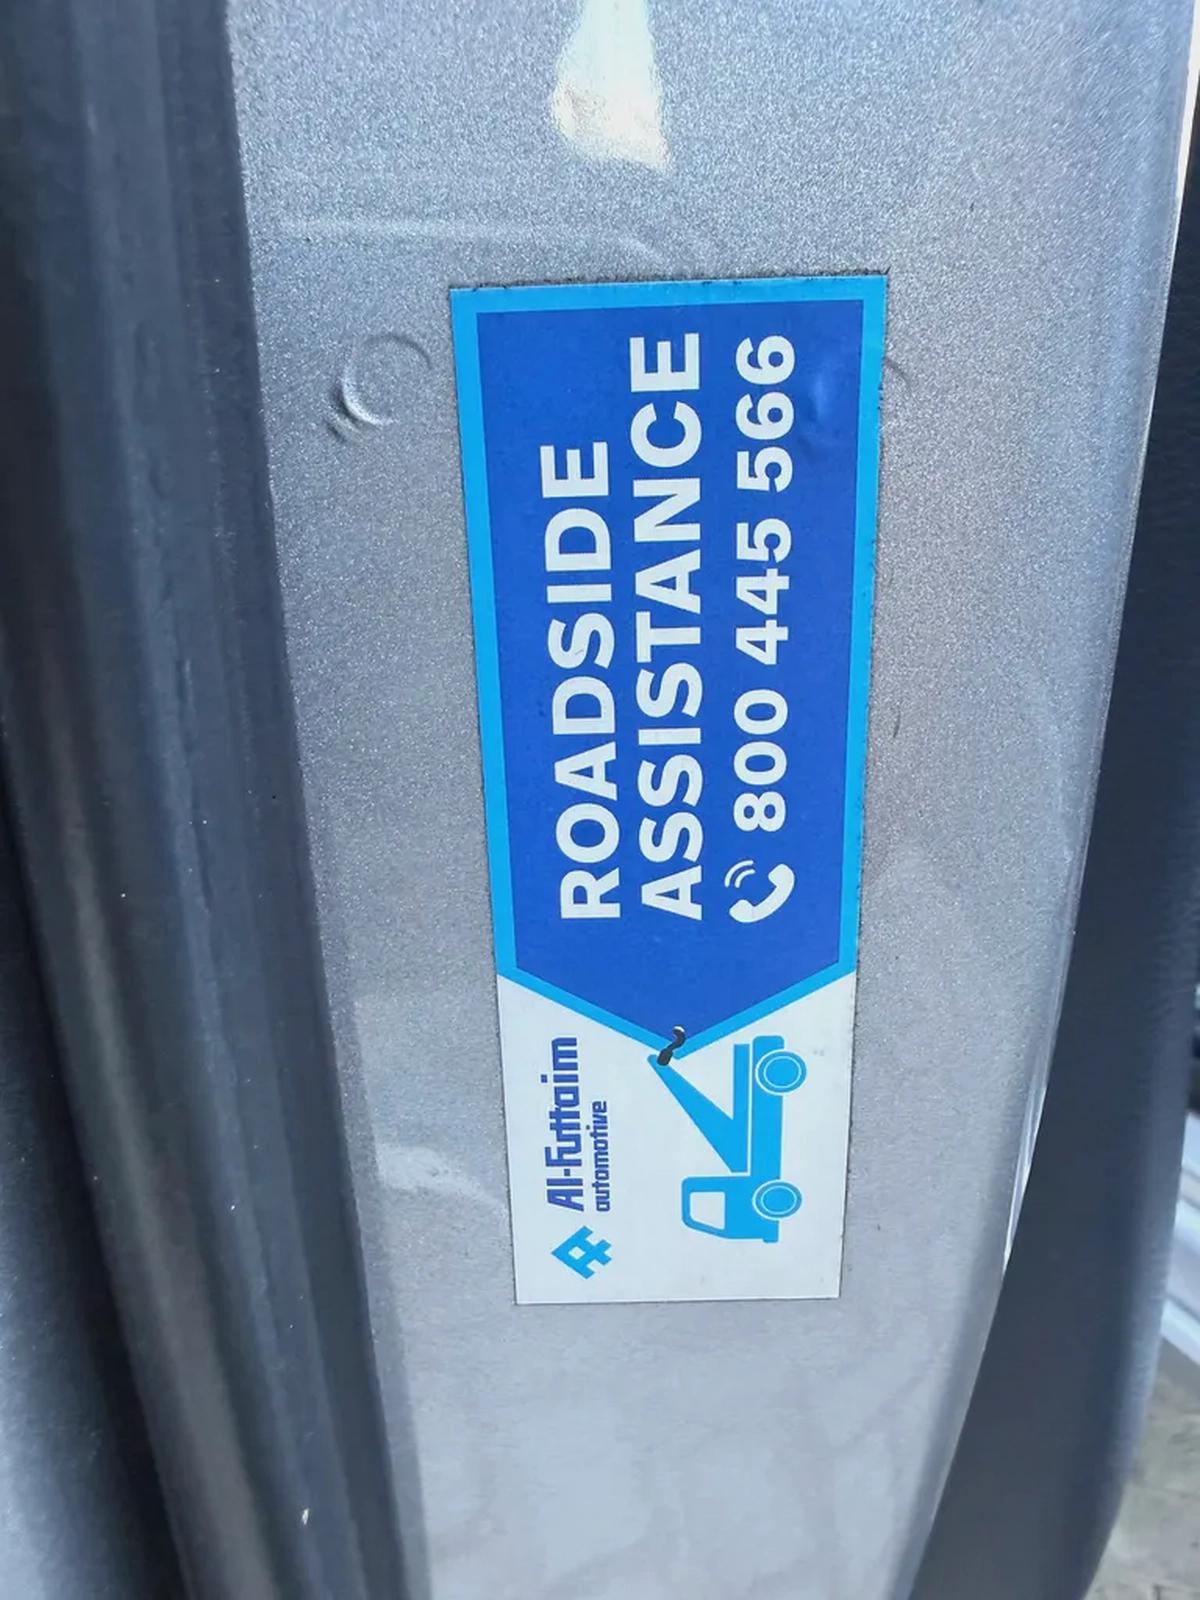 Al-Futtaim
automotive
ROADSIDE
ASSISTANCE
800 445 566